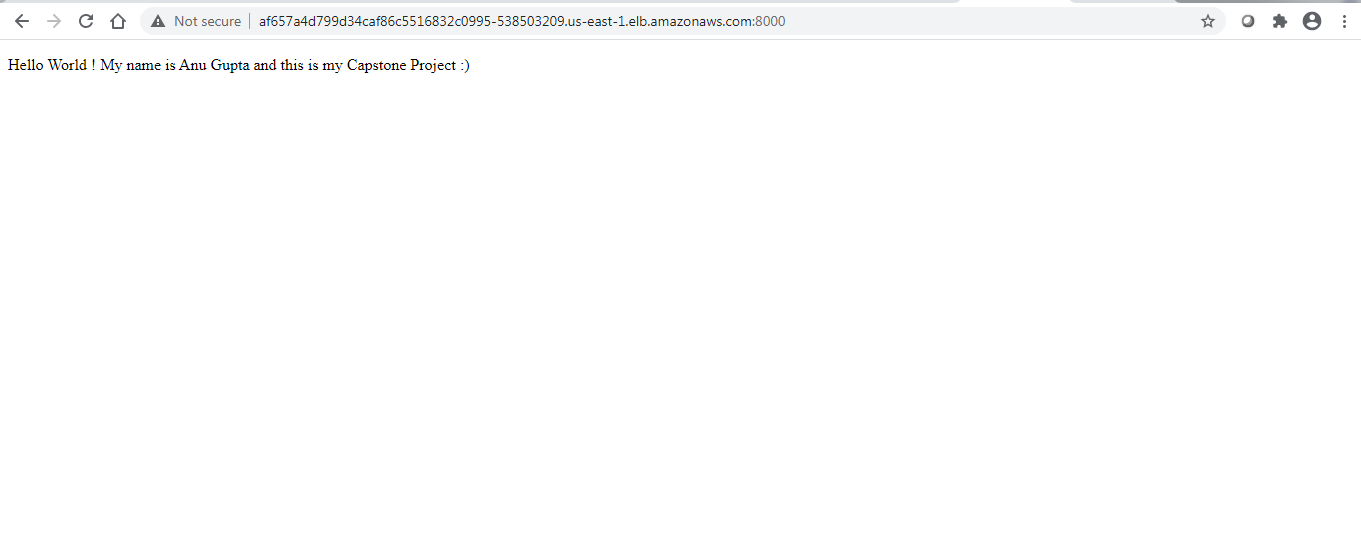 Not secure af657a4d799d34caf86c5516832c0995-538503209.us-east-1.elb.amazonaws.com:8000
Hello World ! My name is Anu Gupta and this is my Capstone Project :)